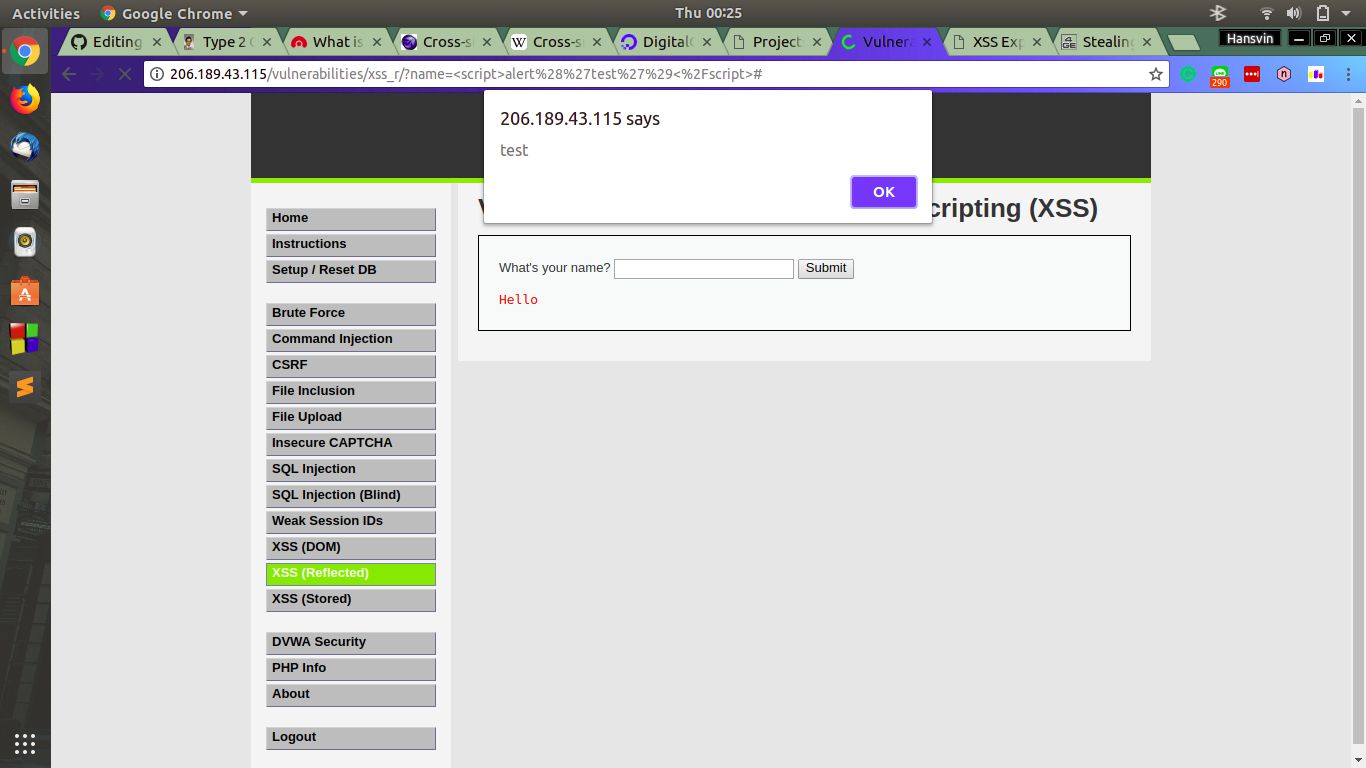 Activities Google Chrome Thu 00:25
Editing Type 2 What is Cross-si Cross-si Digital Project Vulnera XSS Exp Stealing Hansvin
206.189.43.115/vulnerabilities/xss_r/?name=<script>alert%28%27test%27%29<%2Fscript>#
290
206.189.43.115 says
test
OK
cripting (XSS)
What's your name? Submit
Hello
Home
Instructions
Setup / Reset DB
Brute Force
Command Injection
CSRF
File Inclusion
File Upload
Insecure CAPTCHA
SQL Injection
SQL Injection (Blind)
Weak Session IDs
XSS (DOM)
XSS (Reflected)
XSS (Stored)
DVWA Security
PHP Info
About
Logout